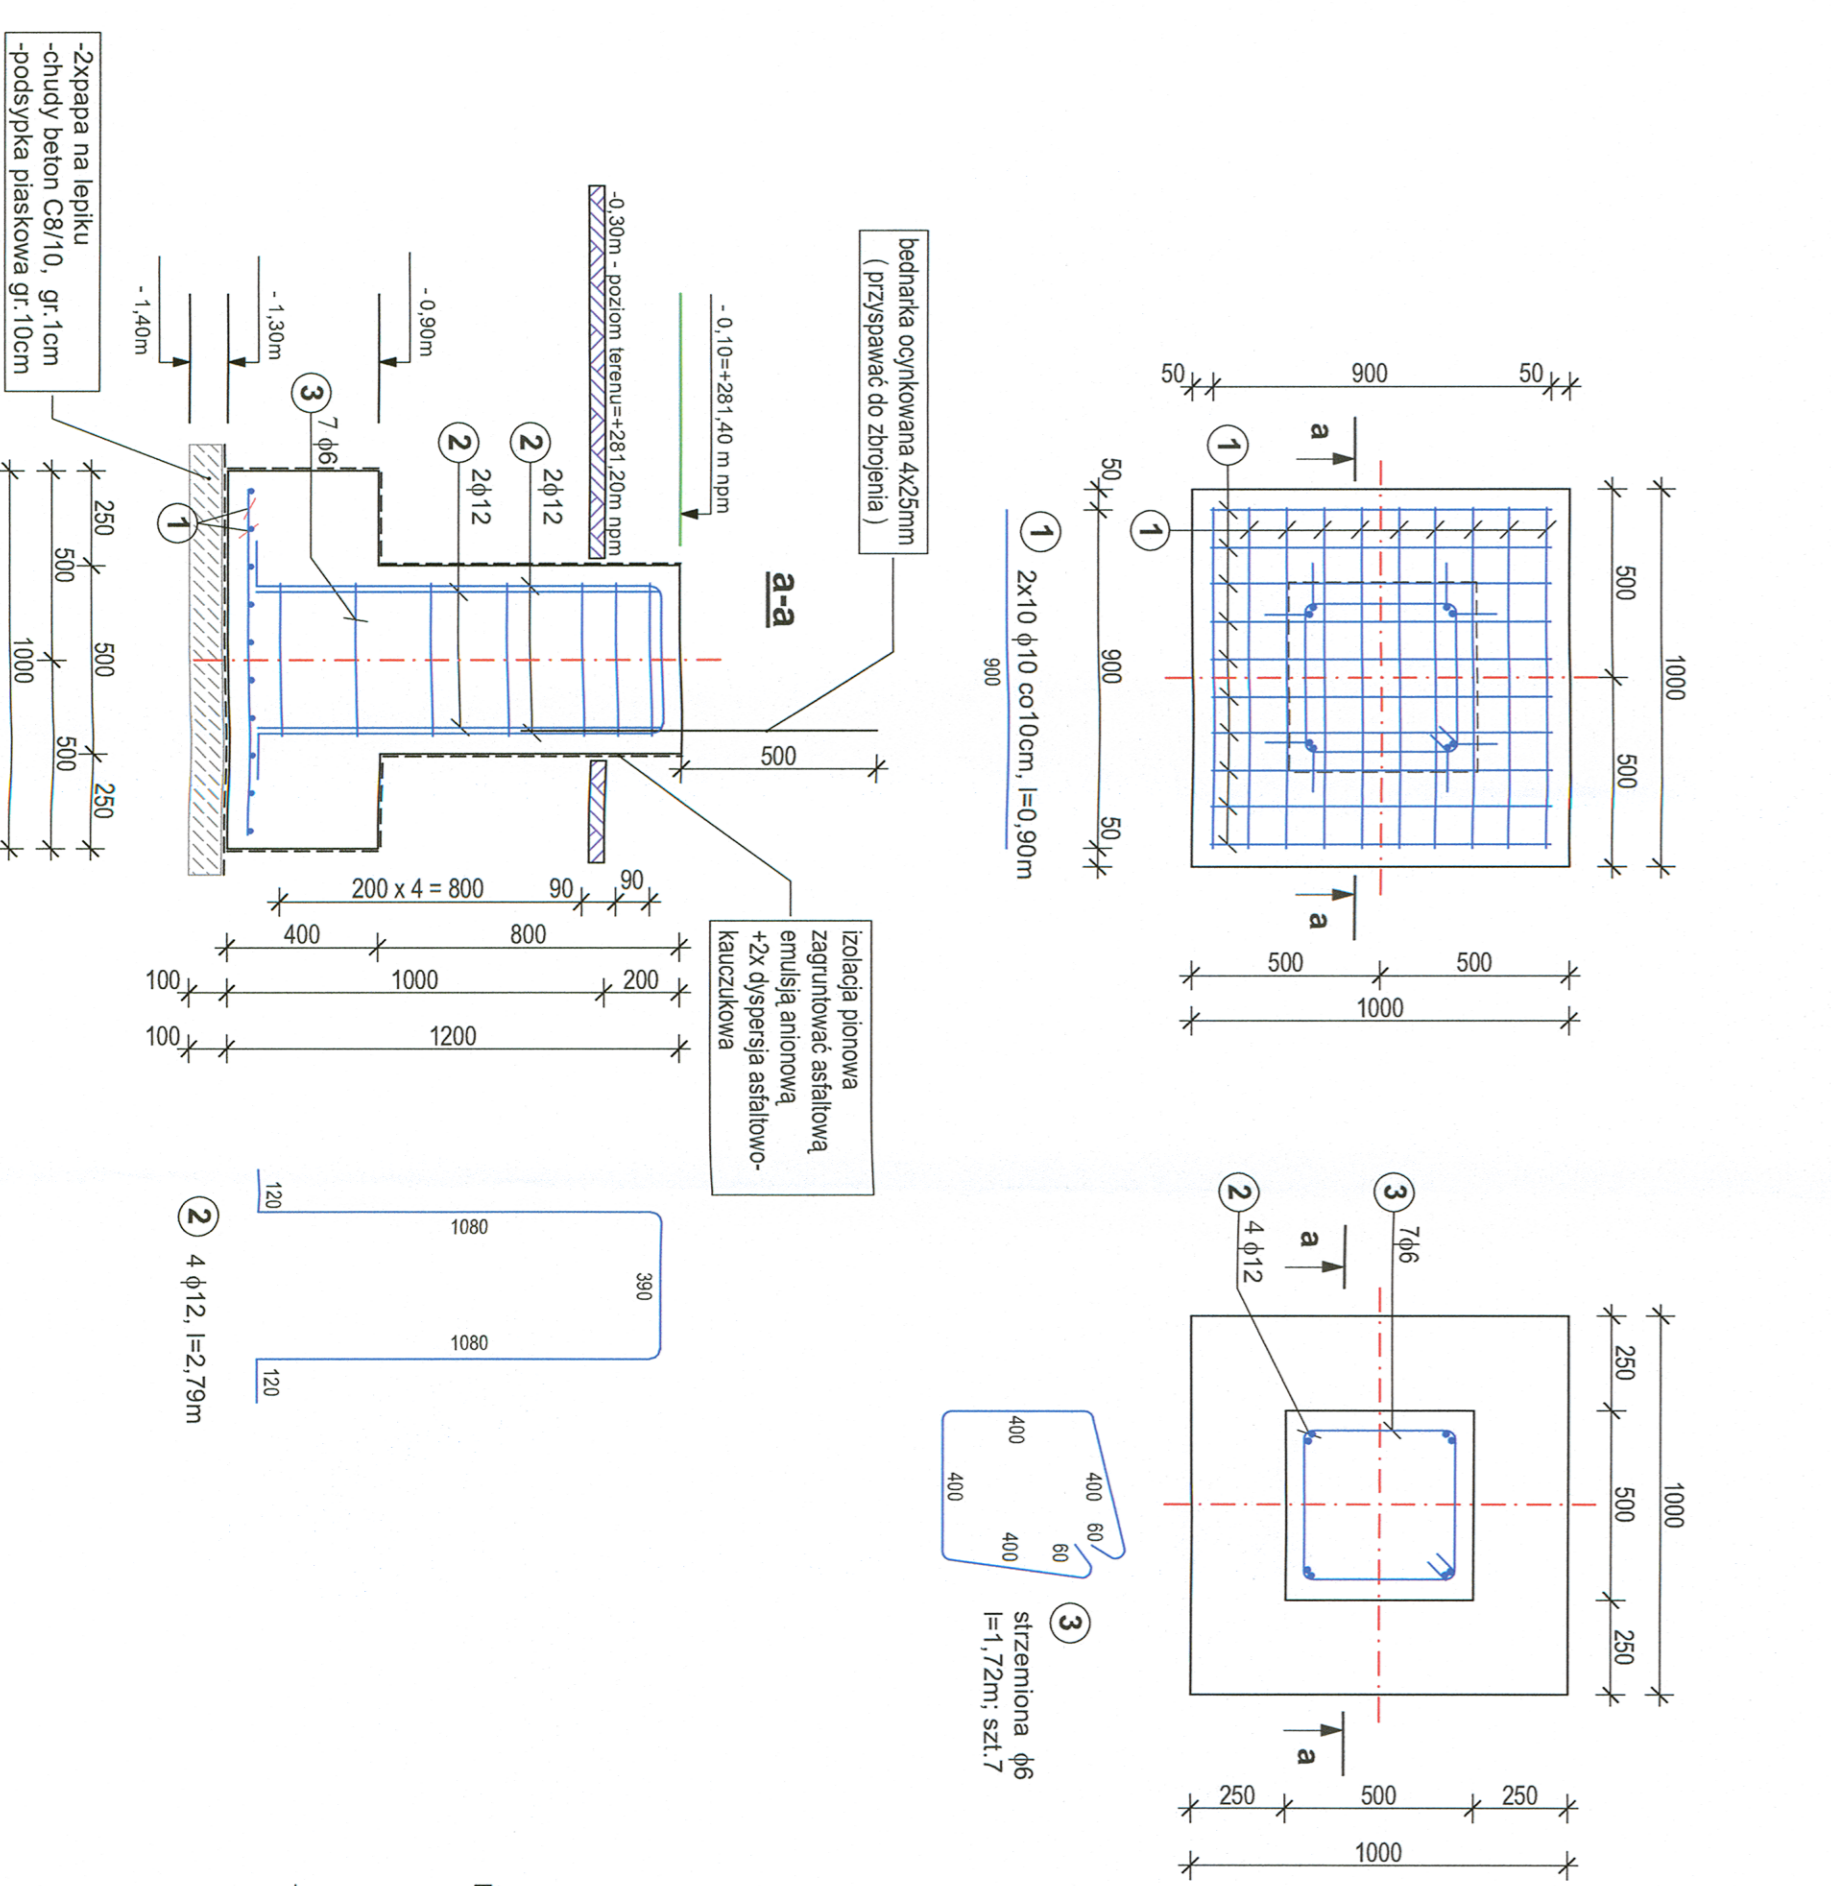 1000
500
500
50
900
50
50
900
50
a
a
1
1
500
500
1000
1
2x10 ϕ10 co10cm, l=0,90m
900
3
7ϕ6
2
4 ϕ12
a
a
1000
250
500
250
250
500
250
1000
400
400
400
400
60
60
3
strzemiona ϕ6
l=1,72m; szt.7
bednarka ocynkowana 4x25mm
( przyspawać do zbrojenia )
a-a
- 0,10=+281,40 m npm
-0,30m - poziom terenu=+281,20m npm
500
2
2ϕ12
2
2ϕ12
3
7 ϕ6
- 0,90m
- 1,30m
- 1,40m
1
izolacja pionowa
zagruntować asfaltową
emulsją anionową
+2x dyspersja asfaltowo-
kauczukowa
90
90
200 x 4 = 800
800
400
200
1000
100
1200
100
390
1080
1080
120
120
2
4 ϕ12, l=2,79m
250
500
250
500
500
1000
-2xpapa na lepiku
-chudy beton C8/10, gr.1cm
-podsypka piaskowa gr.10cm